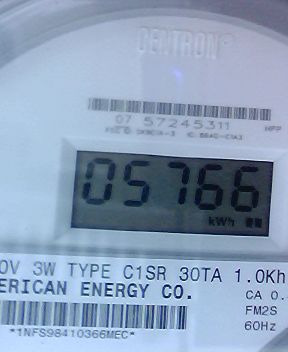 CENTRON
07 57245311
05766
kWh
0V 3W TYPE C1SR 30TA 1.0Kh
ERICAN ENERGY CO.
CA 0.
FM2S
60Hz
*1NFS98410366MEC*